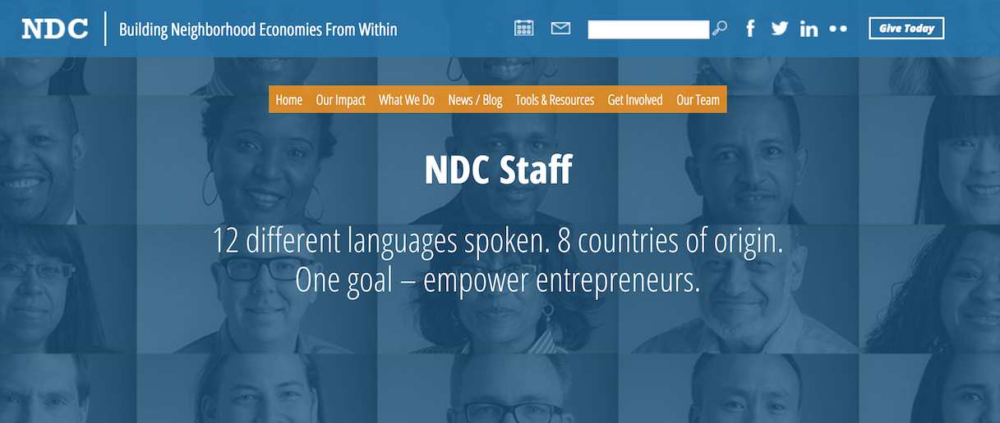 NDC
Building Neighborhood Economies From Within
Give Today
Home Our Impact What We Do News / Blog Tools & Resources Get Involved Our Team
NDC Staff
12 different languages spoken. 8 countries of origin.
One goal – empower entrepreneurs.